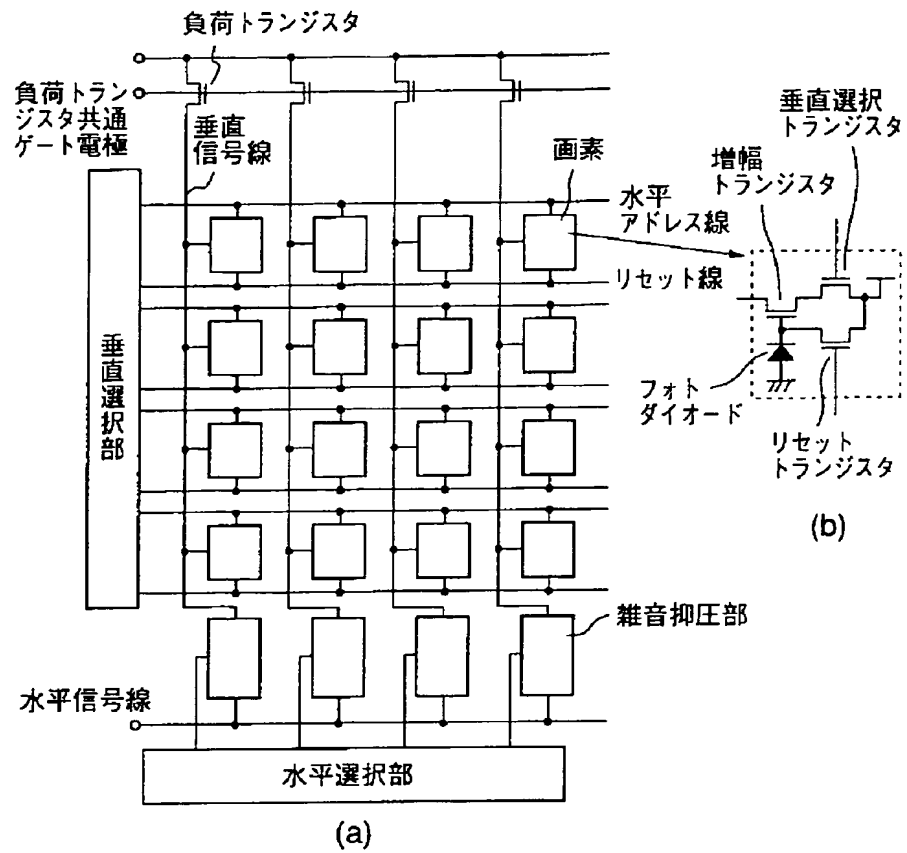 負荷トランジスタ
負荷トラン
ジスタ共通
ゲート電極
垂直
信号線
画素
水平
アドレス線
リセット線
垂直選択部
雑音抑圧部
水平信号線
水平選択部
(a)
垂直選択
トランジスタ
増幅
トランジスタ
フォト
ダイオード
リセット
トランジスタ
(b)